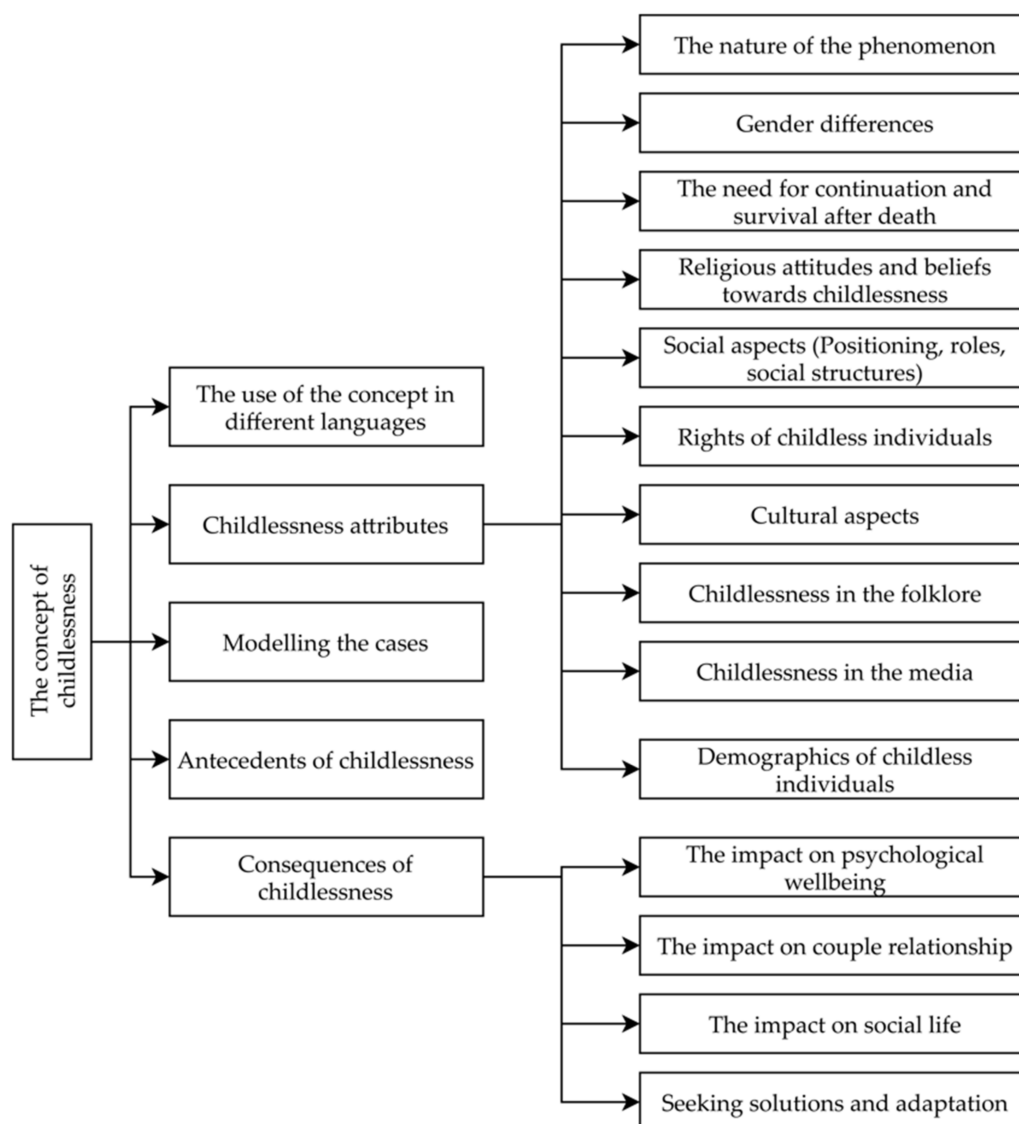 The concept of
childlessness
The use of the concept in
different languages
Childlessness attributes
Modelling the cases
Antecedents of childlessness
Consequences of
childlessness
The nature of the phenomenon
Gender differences
The need for continuation and
survival after death
Religious attitudes and beliefs
towards childlessness
Social aspects (Positioning, roles,
social structures)
Rights of childless individuals
Cultural aspects
Childlessness in the folklore
Childlessness in the media
Demographics of childless
individuals
The impact on psychological
wellbeing
The impact on couple relationship
The impact on social life
Seeking solutions and adaptation